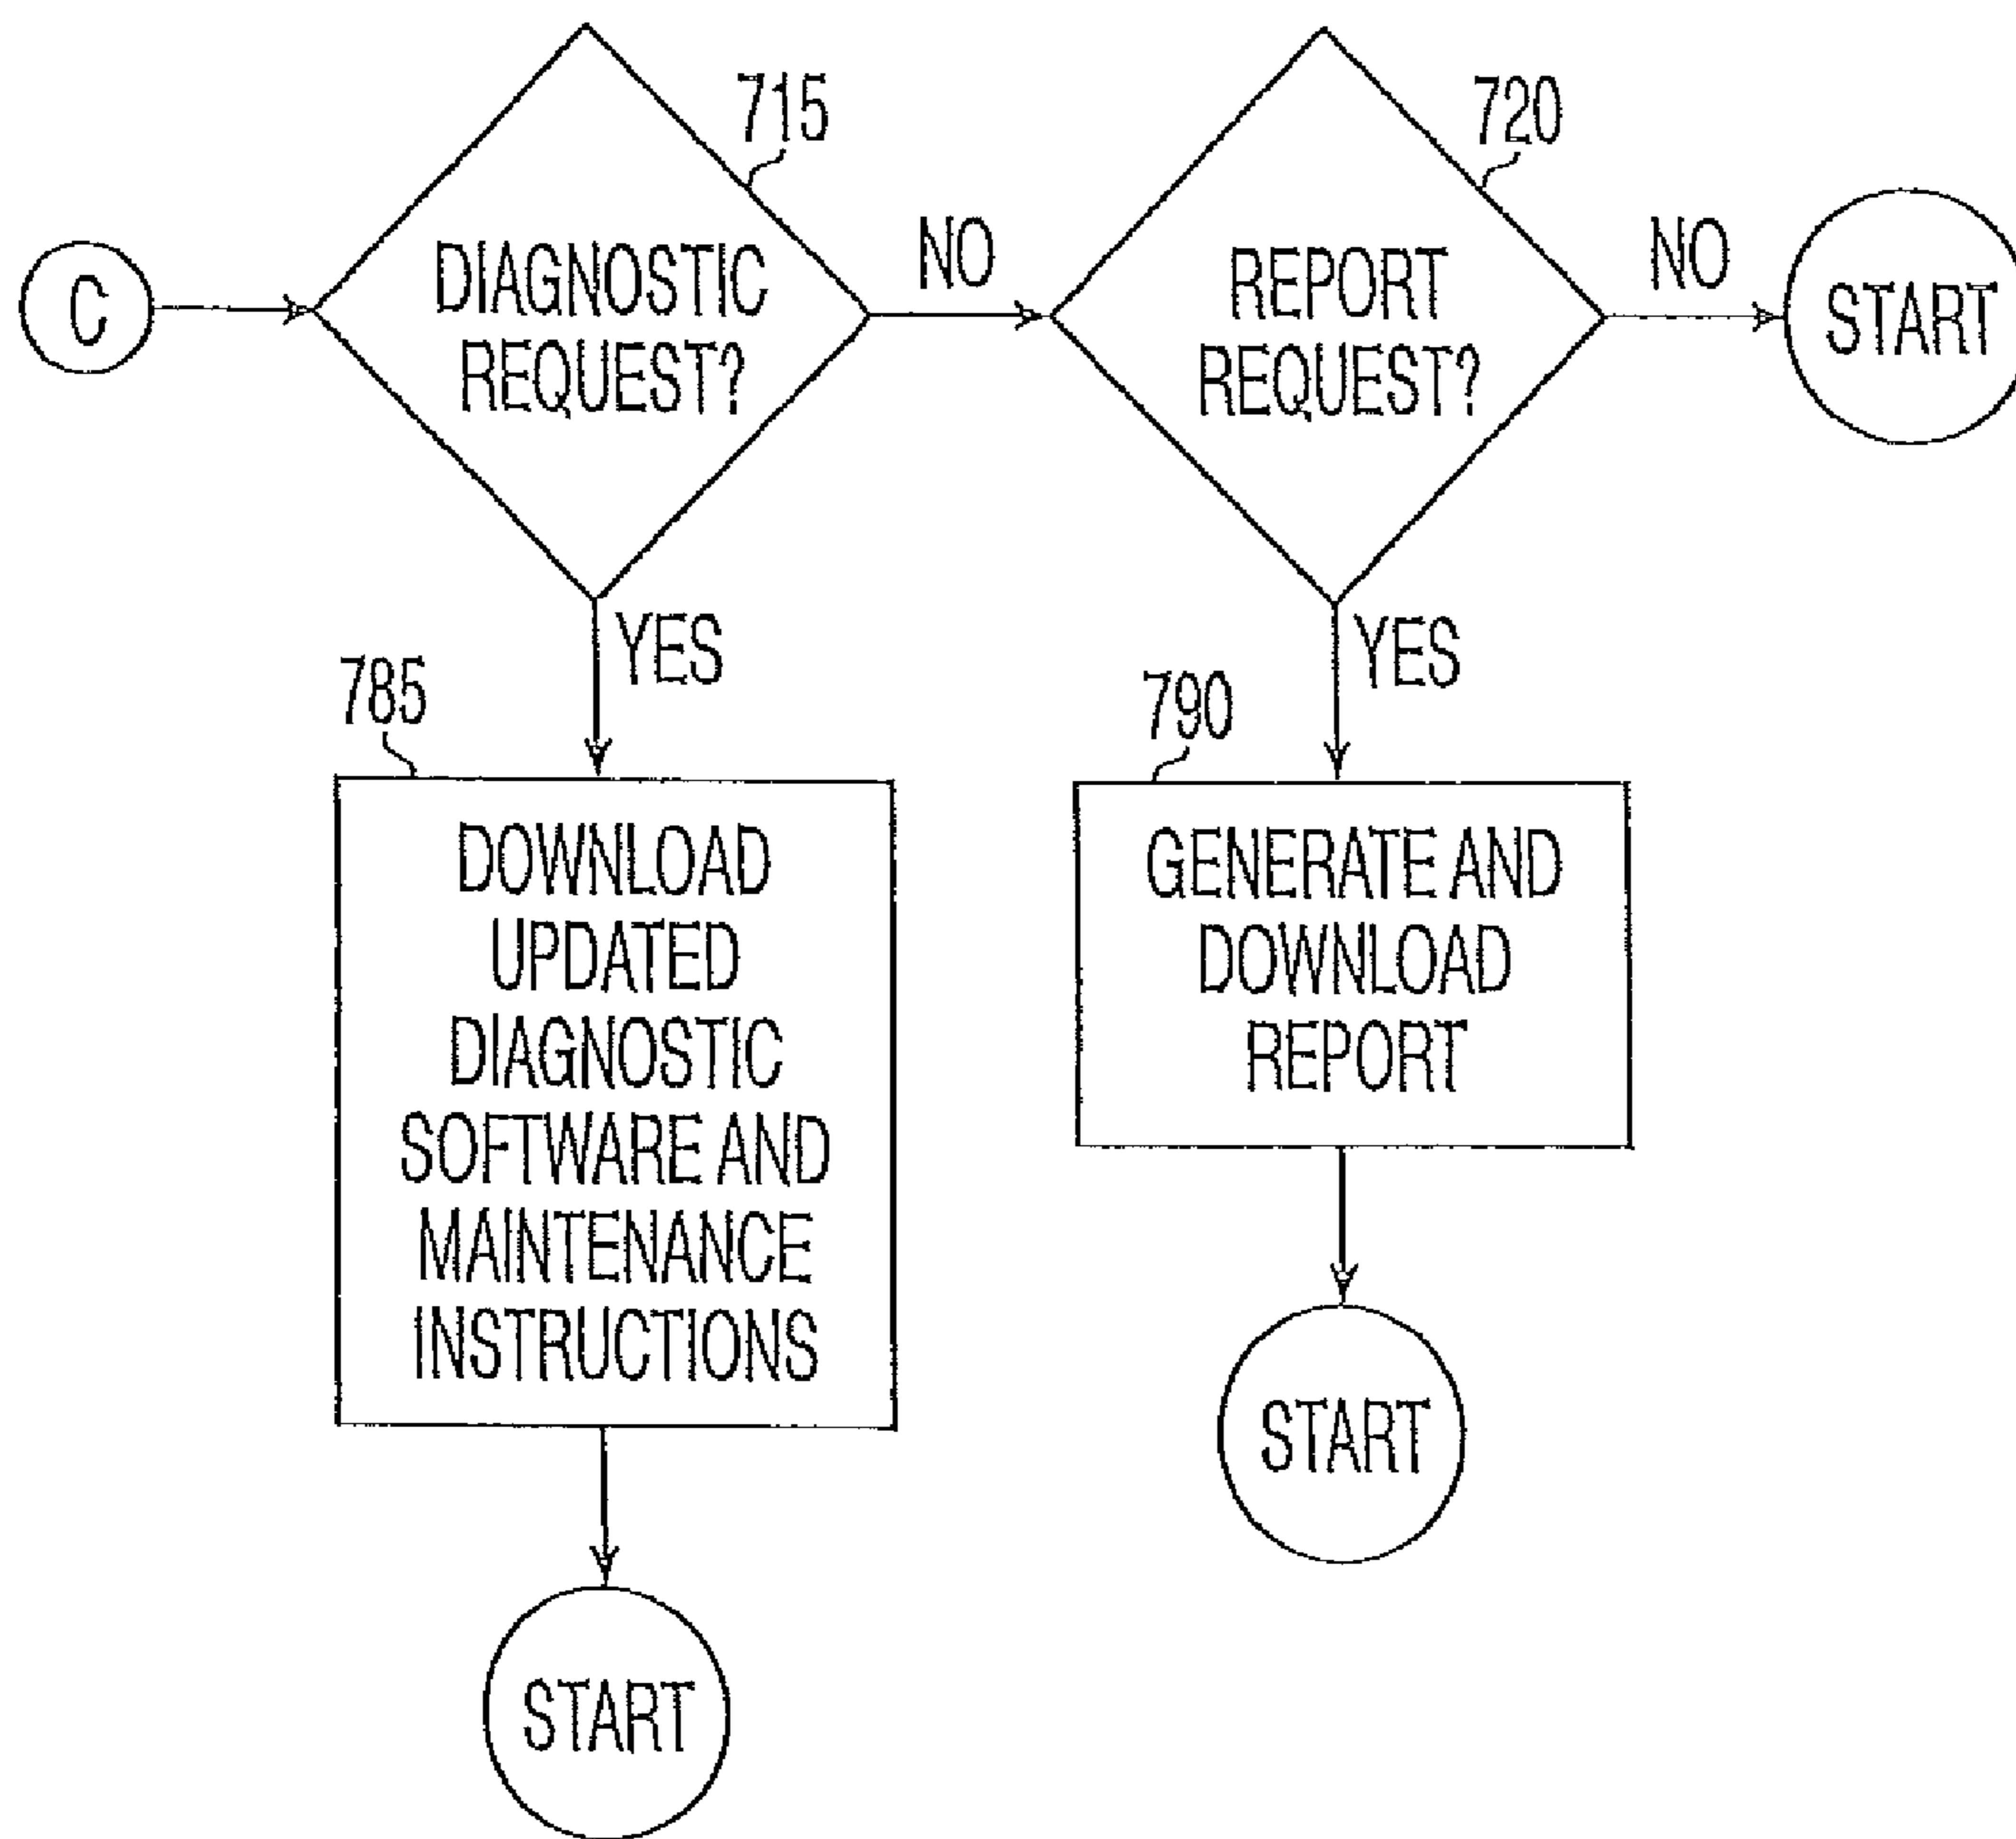 715
720
C
DIAGNOSTIC
REQUEST?
NO
REPORT
REQUEST?
NO
START
YES
YES
785
790
DOWNLOAD
UPDATED
DIAGNOSTIC
SOFTWARE AND
MAINTENANCE
INSTRUCTIONS
GENERATE AND
DOWNLOAD
REPORT
START
START